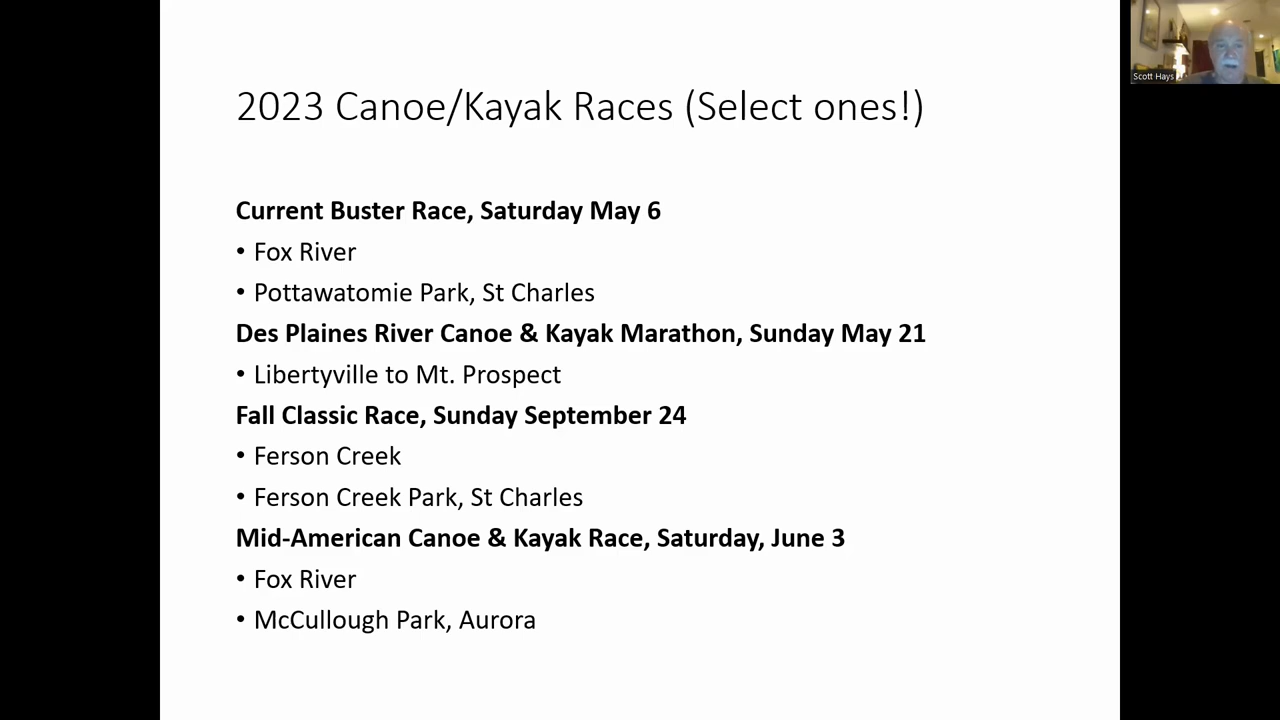 2023 Canoe/Kayak Races (Select ones!)
Current Buster Race, Saturday May 6
• Fox River
• Pottawatomie Park, St Charles
Des Plaines River Canoe & Kayak Marathon, Sunday May 21
• Libertyville to Mt. Prospect
Fall Classic Race, Sunday September 24
• Ferson Creek
• Ferson Creek Park, St Charles
Mid-American Canoe & Kayak Race, Saturday, June 3
• Fox River
• McCullough Park, Aurora
Scott Hays